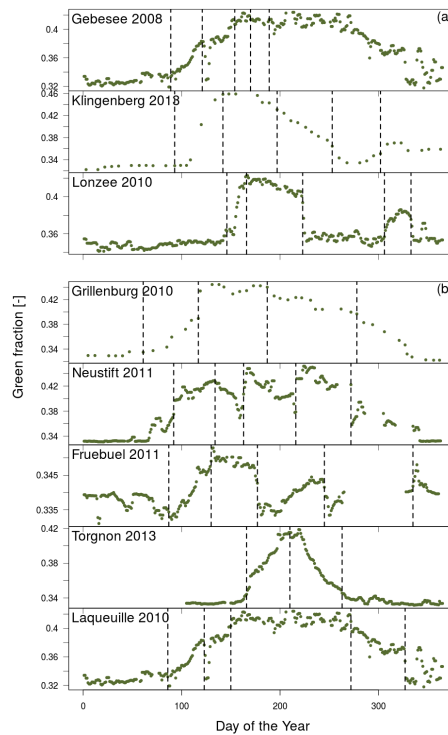 Gebesee 2008
(a
0.4
0.36
0.32
Klingenberg 2013
0.46
0.42
0.38
0.34
Lonzee 2010
0.4
0.36
Green fraction [-]
Grillenburg 2010
(b
0.42
0.38
0.34
Neustift 2011
0.42
0.38
0.34
Fruebuel 2011
0.345
0.335
Torgnon 2013
0.42
0.38
0.34
Laqueuille 2010
0.4
0.36
0.32
0
100
200
300
Day of the Year